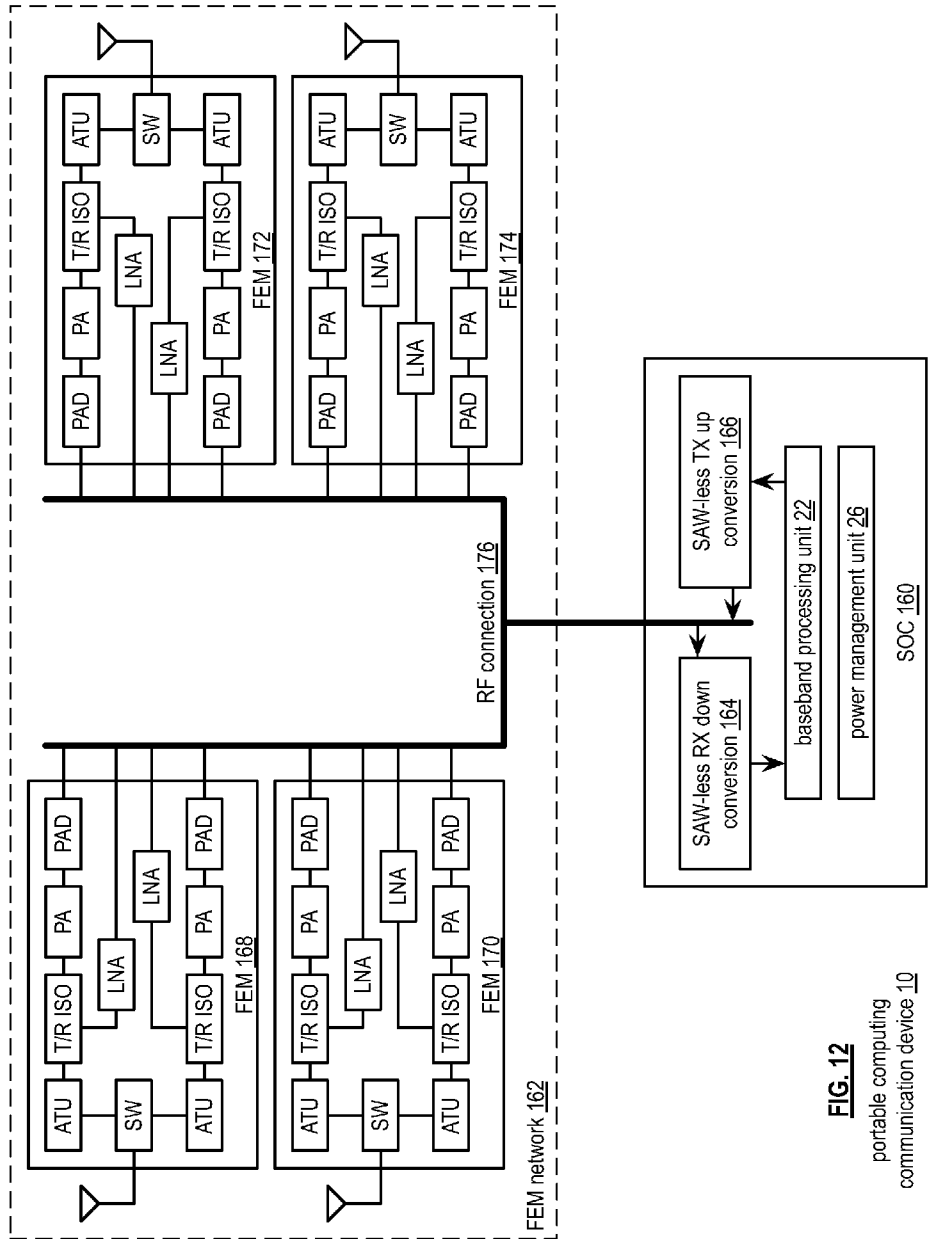 ATU
T/R ISO
PA
PAD
SW
LNA
LNA
ATU
T/R ISO
PA
PAD
FEM 168
PAD
PA
T/R ISO
ATU
LNA
SW
LNA
PAD
PA
T/R ISO
ATU
FEM 172
ATU
T/R ISO
PA
PAD
SW
LNA
LNA
ATU
T/R ISO
PA
PAD
FEM 170
PAD
PA
T/R ISO
ATU
LNA
SW
LNA
PAD
PA
T/R ISO
ATU
FEM 174
RF connection 176
FEM network 162
SAW-less RX down
conversion 164
SAW-less TX up
conversion 166
baseband processing unit 22
power management unit 26
SOC 160
FIG. 12
portable computing
communication device 10